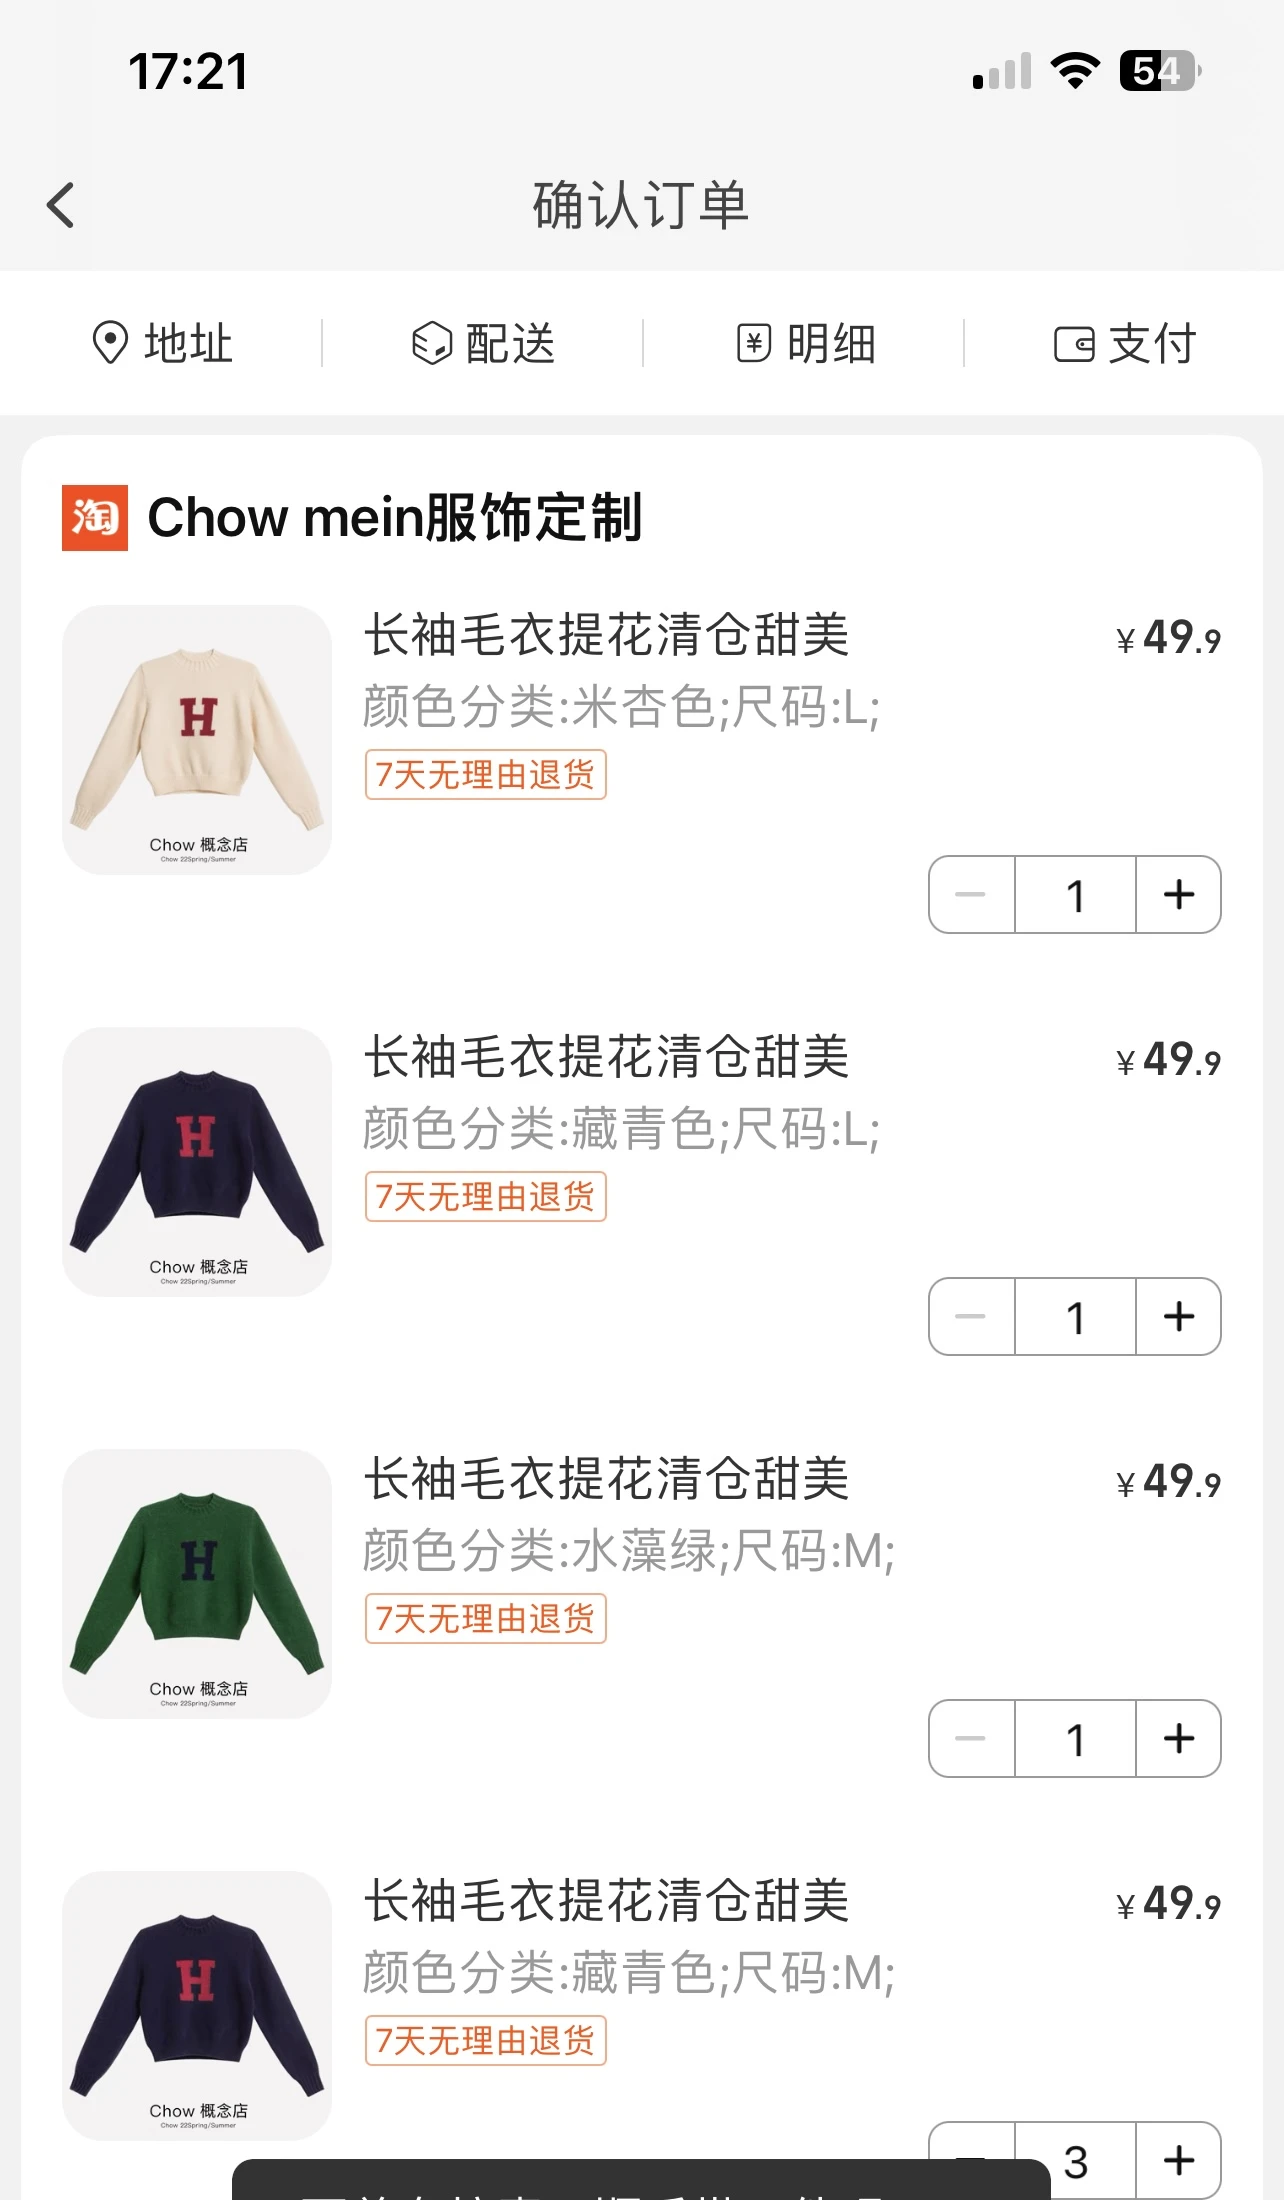 17:21
54
确认订单
地址 配送 明细 支付
淘 Chow mein服饰定制
长袖毛衣提花清仓甜美 ¥49.9
颜色分类:米杏色;尺码:L;
7天无理由退货
H
Chow 概念店
Chow 22Spring/Summer
1
长袖毛衣提花清仓甜美 ¥49.9
颜色分类:藏青色;尺码:L;
7天无理由退货
H
Chow 概念店
Chow 22Spring/Summer
1
长袖毛衣提花清仓甜美 ¥49.9
颜色分类:水藻绿;尺码:M;
7天无理由退货
H
Chow 概念店
Chow 22Spring/Summer
1
长袖毛衣提花清仓甜美 ¥49.9
颜色分类:藏青色;尺码:M;
7天无理由退货
H
Chow 概念店
Chow 22Spring/Summer
3